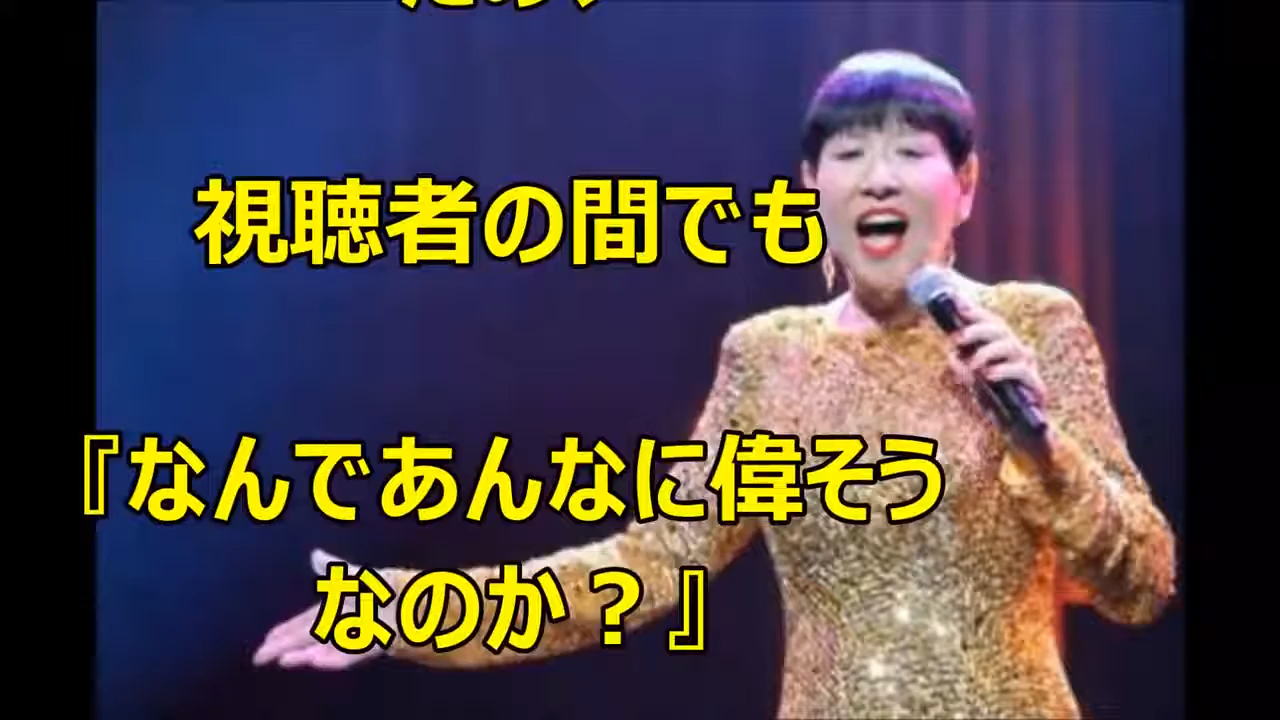 視聴者の間でも
『なんであんなに偉そう
なのか？』